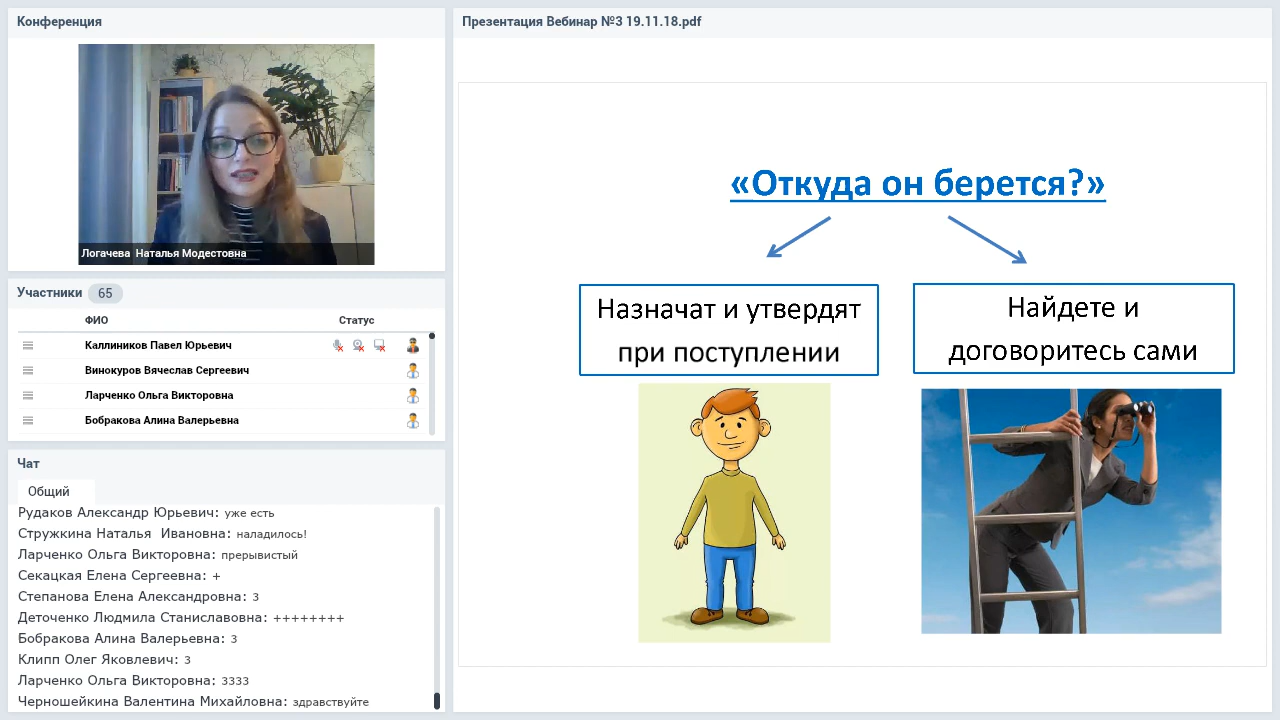 Конференция
Логачева Наталья Модестовна
Участники 65
ФИО Статус
Каллиников Павел Юрьевич
Винокуров Вячеслав Сергеевич
Ларченко Ольга Викторовна
Бобракова Алина Валерьевна
Чат
Общий
Рудаков Александр Юрьевич: уже есть
Стружкина Наталья Ивановна: наладилось!
Ларченко Ольга Викторовна: прерывистый
Секацкая Елена Сергеевна: +
Степанова Елена Александровна: 3
Деточенко Людмила Станиславовна: ++++++++
Бобракова Алина Валерьевна: 3
Клипп Олег Яковлевич: 3
Ларченко Ольга Викторовна: 3333
Черношейкина Валентина Михайловна: здравствуйте
Презентация Вебинар №3 19.11.18.pdf
«Откуда он берется?»
Назначат и утвердят
при поступлении
Найдете и
договоритесь сами